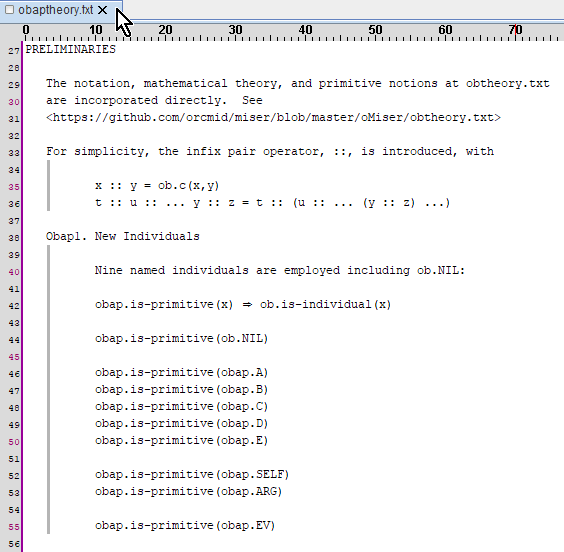 obaptheory.txt ×
0 10 20 30 40 50 60 70
27 PRELIMINARIES
28
29 The notation, mathematical theory, and primitive notions at obtheory.txt
30 are incorporated directly. See
31 <https://github.com/orcmid/miser/blob/master/oMiser/obtheory.txt>
32
33 For simplicity, the infix pair operator, ::, is introduced, with
34
35 x :: y = ob.c(x,y)
36 t :: u :: ... y :: z = t :: (u :: ... (y :: z) ...)
37
38 Obap1. New Individuals
39
40 Nine named individuals are employed including ob.NIL:
41
42 obap.is-primitive(x) ⇒ ob.is-individual(x)
43
44 obap.is-primitive(ob.NIL)
45
46 obap.is-primitive(obap.A)
47 obap.is-primitive(obap.B)
48 obap.is-primitive(obap.C)
49 obap.is-primitive(obap.D)
50 obap.is-primitive(obap.E)
51
52 obap.is-primitive(obap.SELF)
53 obap.is-primitive(obap.ARG)
54
55 obap.is-primitive(obap.EV)
56